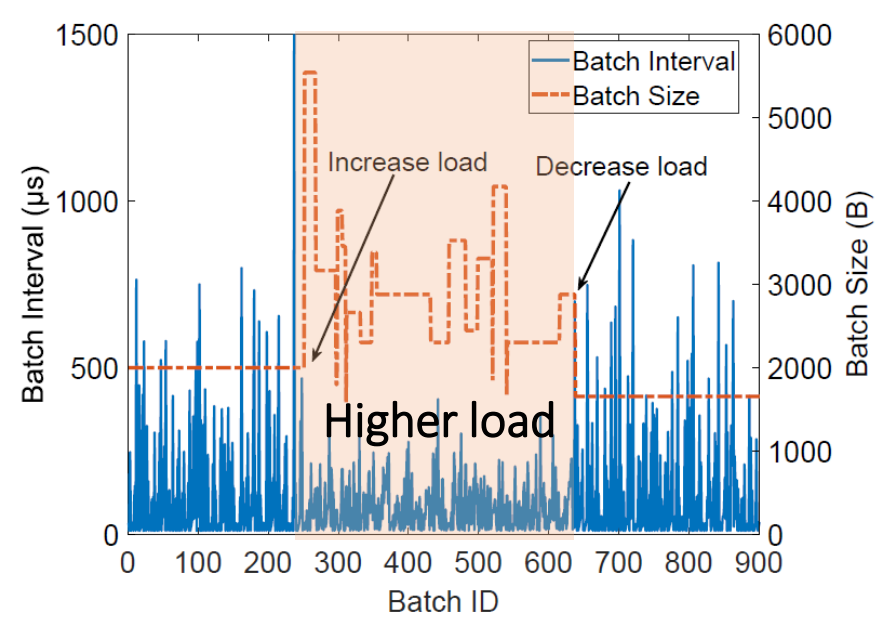 1500
6000
Batch Interval
Batch Size
5000
Increase load
Decrease load
1000
4000
Batch Interval (μs)
Batch Size (B)
3000
500
2000
Higher load
1000
0
0
0 100 200 300 400 500 600 700 800 900
Batch ID